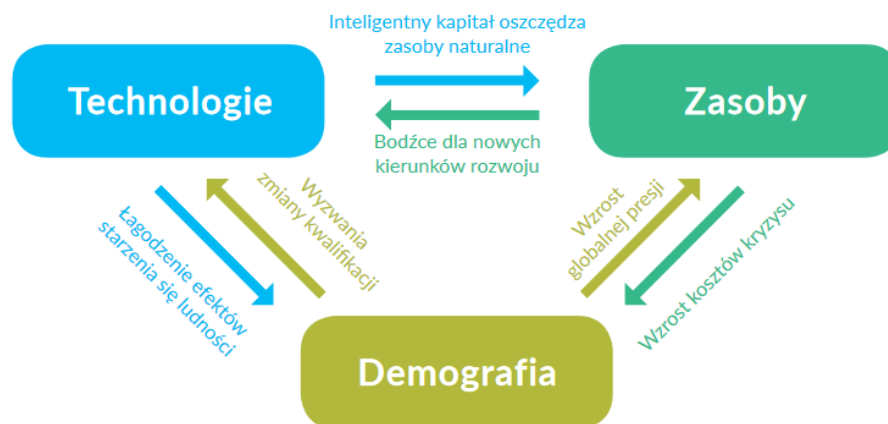 Inteligentny kapitał oszczędza
zasoby naturalne
Technologie
Zasoby
Bodźce dla nowych
kierunków rozwoju
Łagodzenie efektów
starzenia się ludności
Wyzwania
zmiany kwalifikacji
Wzrost
globalnej presji
Wzrost kosztów kryzysu
Demografia